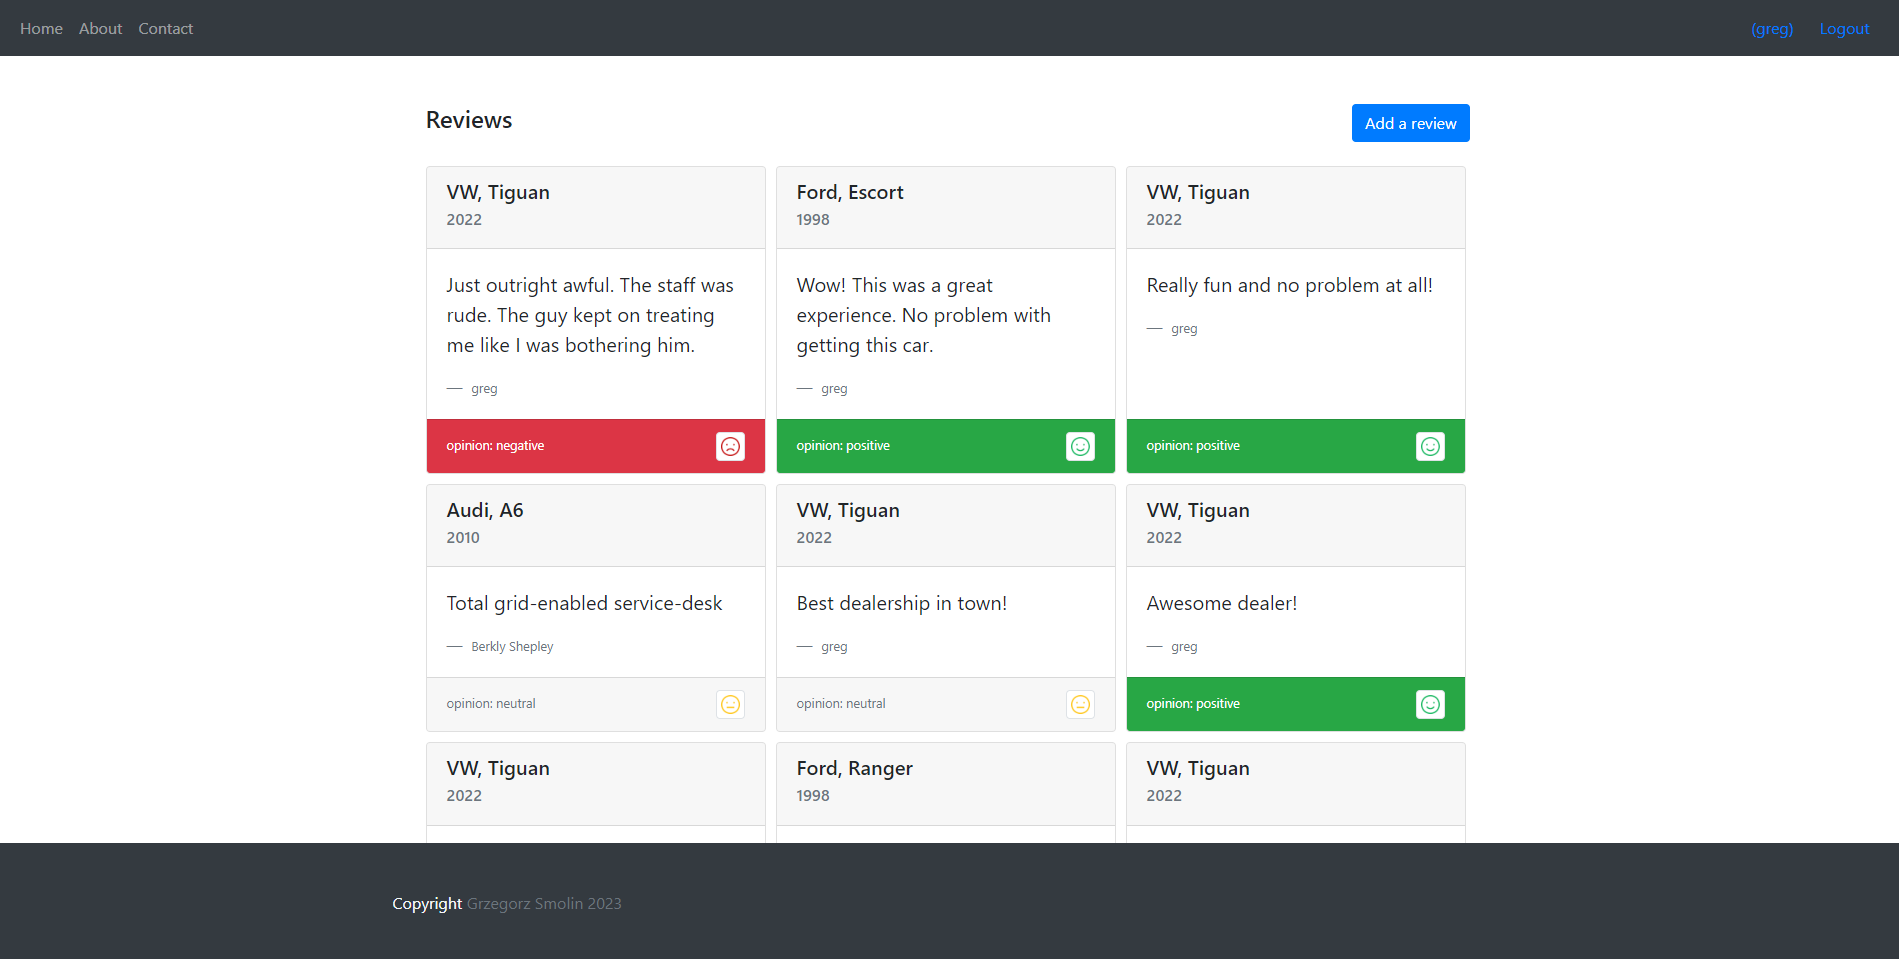 Home About Contact (greg) Logout
Reviews
Add a review
VW, Tiguan
2022
Just outright awful. The staff was
rude. The guy kept on treating
me like I was bothering him.
— greg
opinion: negative
Ford, Escort
1998
Wow! This was a great
experience. No problem with
getting this car.
— greg
opinion: positive
VW, Tiguan
2022
Really fun and no problem at all!
— greg
opinion: positive
Audi, A6
2010
Total grid-enabled service-desk
— Berkly Shepley
opinion: neutral
VW, Tiguan
2022
Best dealership in town!
— greg
opinion: neutral
VW, Tiguan
2022
Awesome dealer!
— greg
opinion: positive
VW, Tiguan
2022
Ford, Ranger
1998
VW, Tiguan
2022
Copyright Grzegorz Smolin 2023